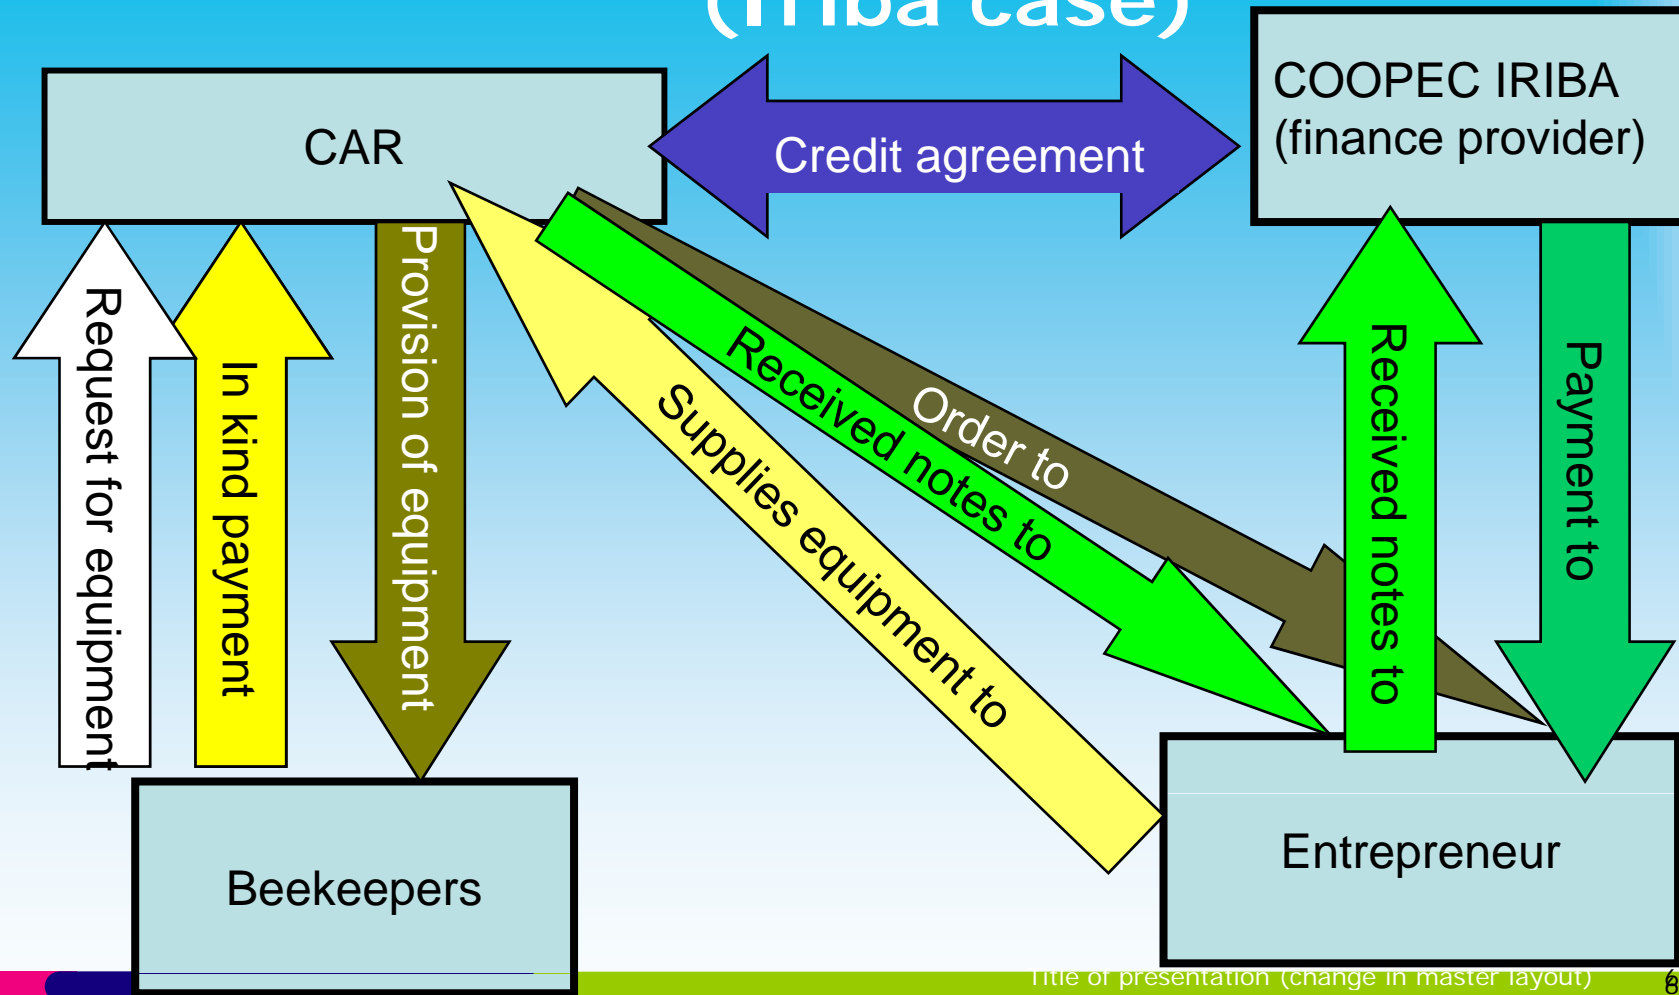 (Iriba case)
CAR
Credit agreement
COOPEC IRIBA
(finance provider)
Request for equipment
In kind payment
Provision of equipment
Supplies equipment to
Received notes to
Order to
Received notes to
Payment to
Beekeepers
Entrepreneur
Title of presentation (change in master layout)